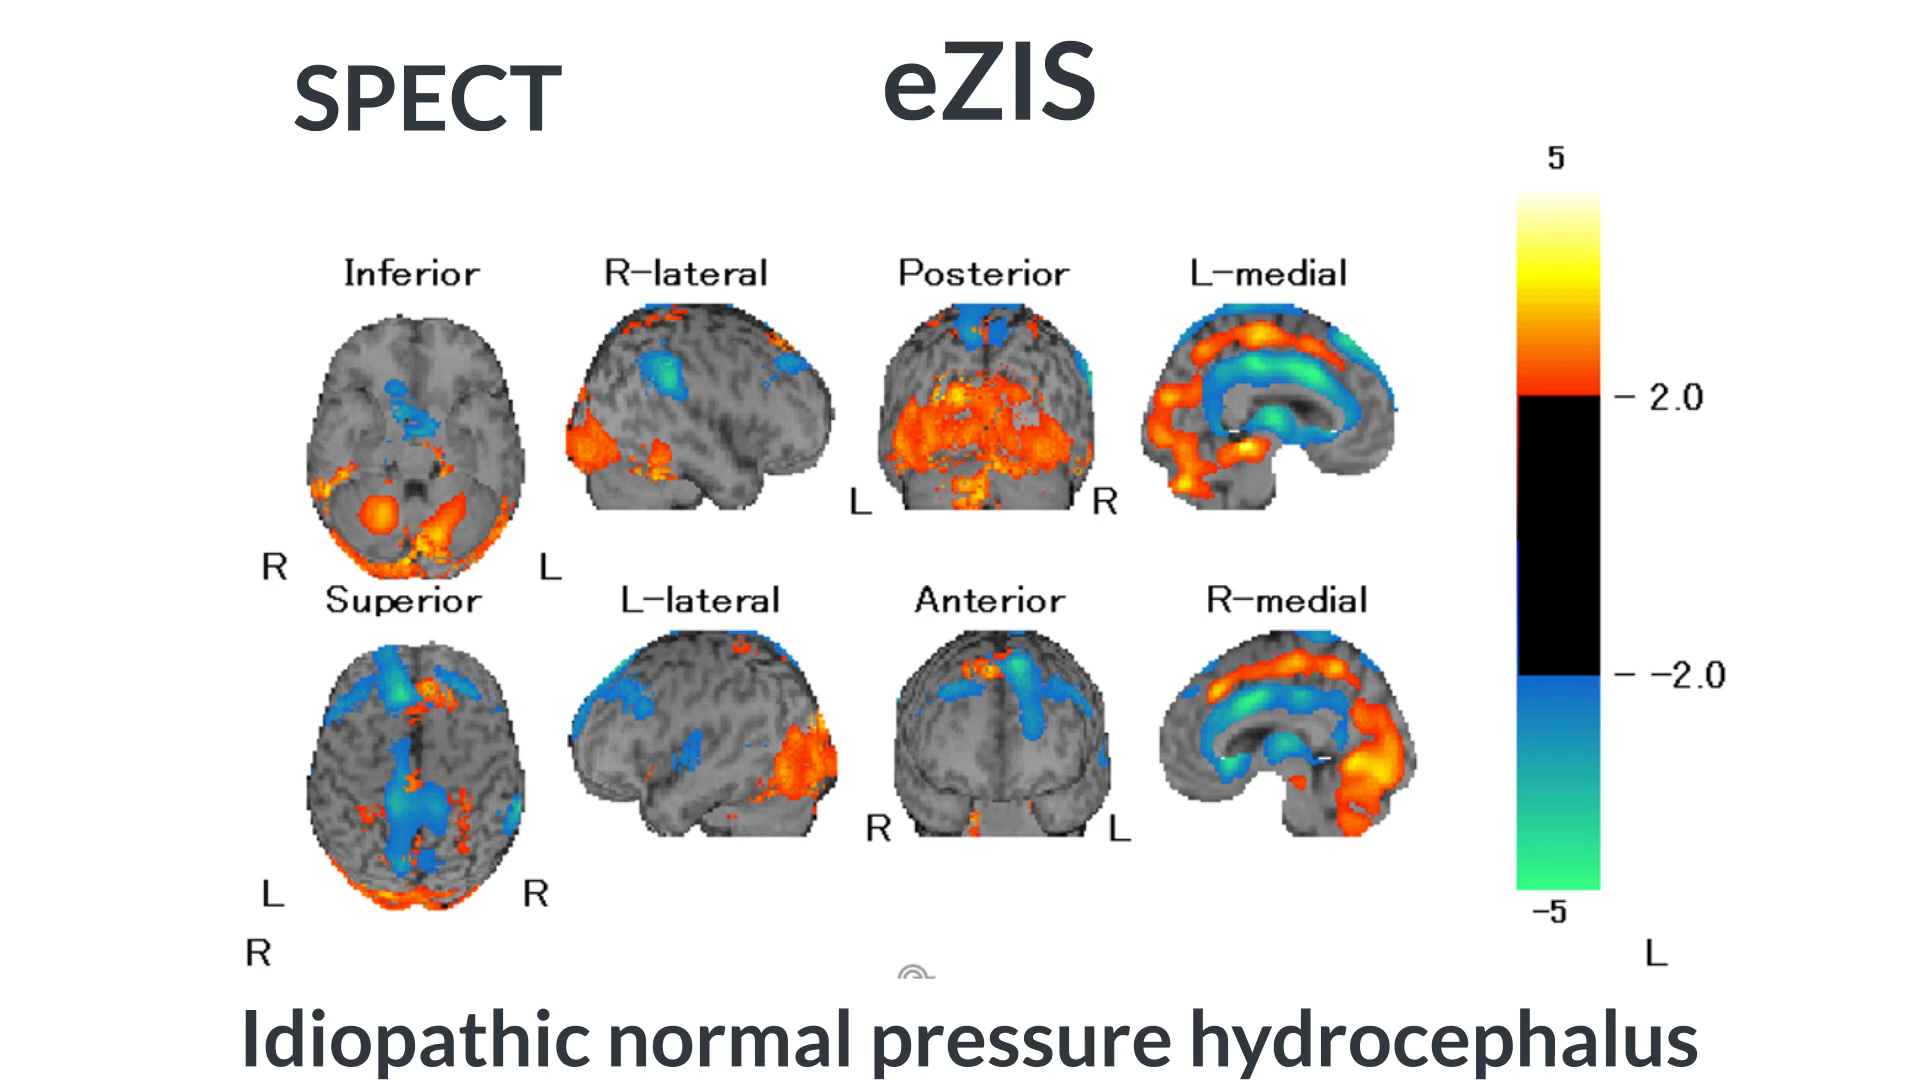 SPECT eZIS
5
Inferior R-lateral Posterior L-medial
- 2.0
L R
R L
Superior L-lateral Anterior R-medial
- -2.0
R L
L R
-5
R L
Idiopathic normal pressure hydrocephalus